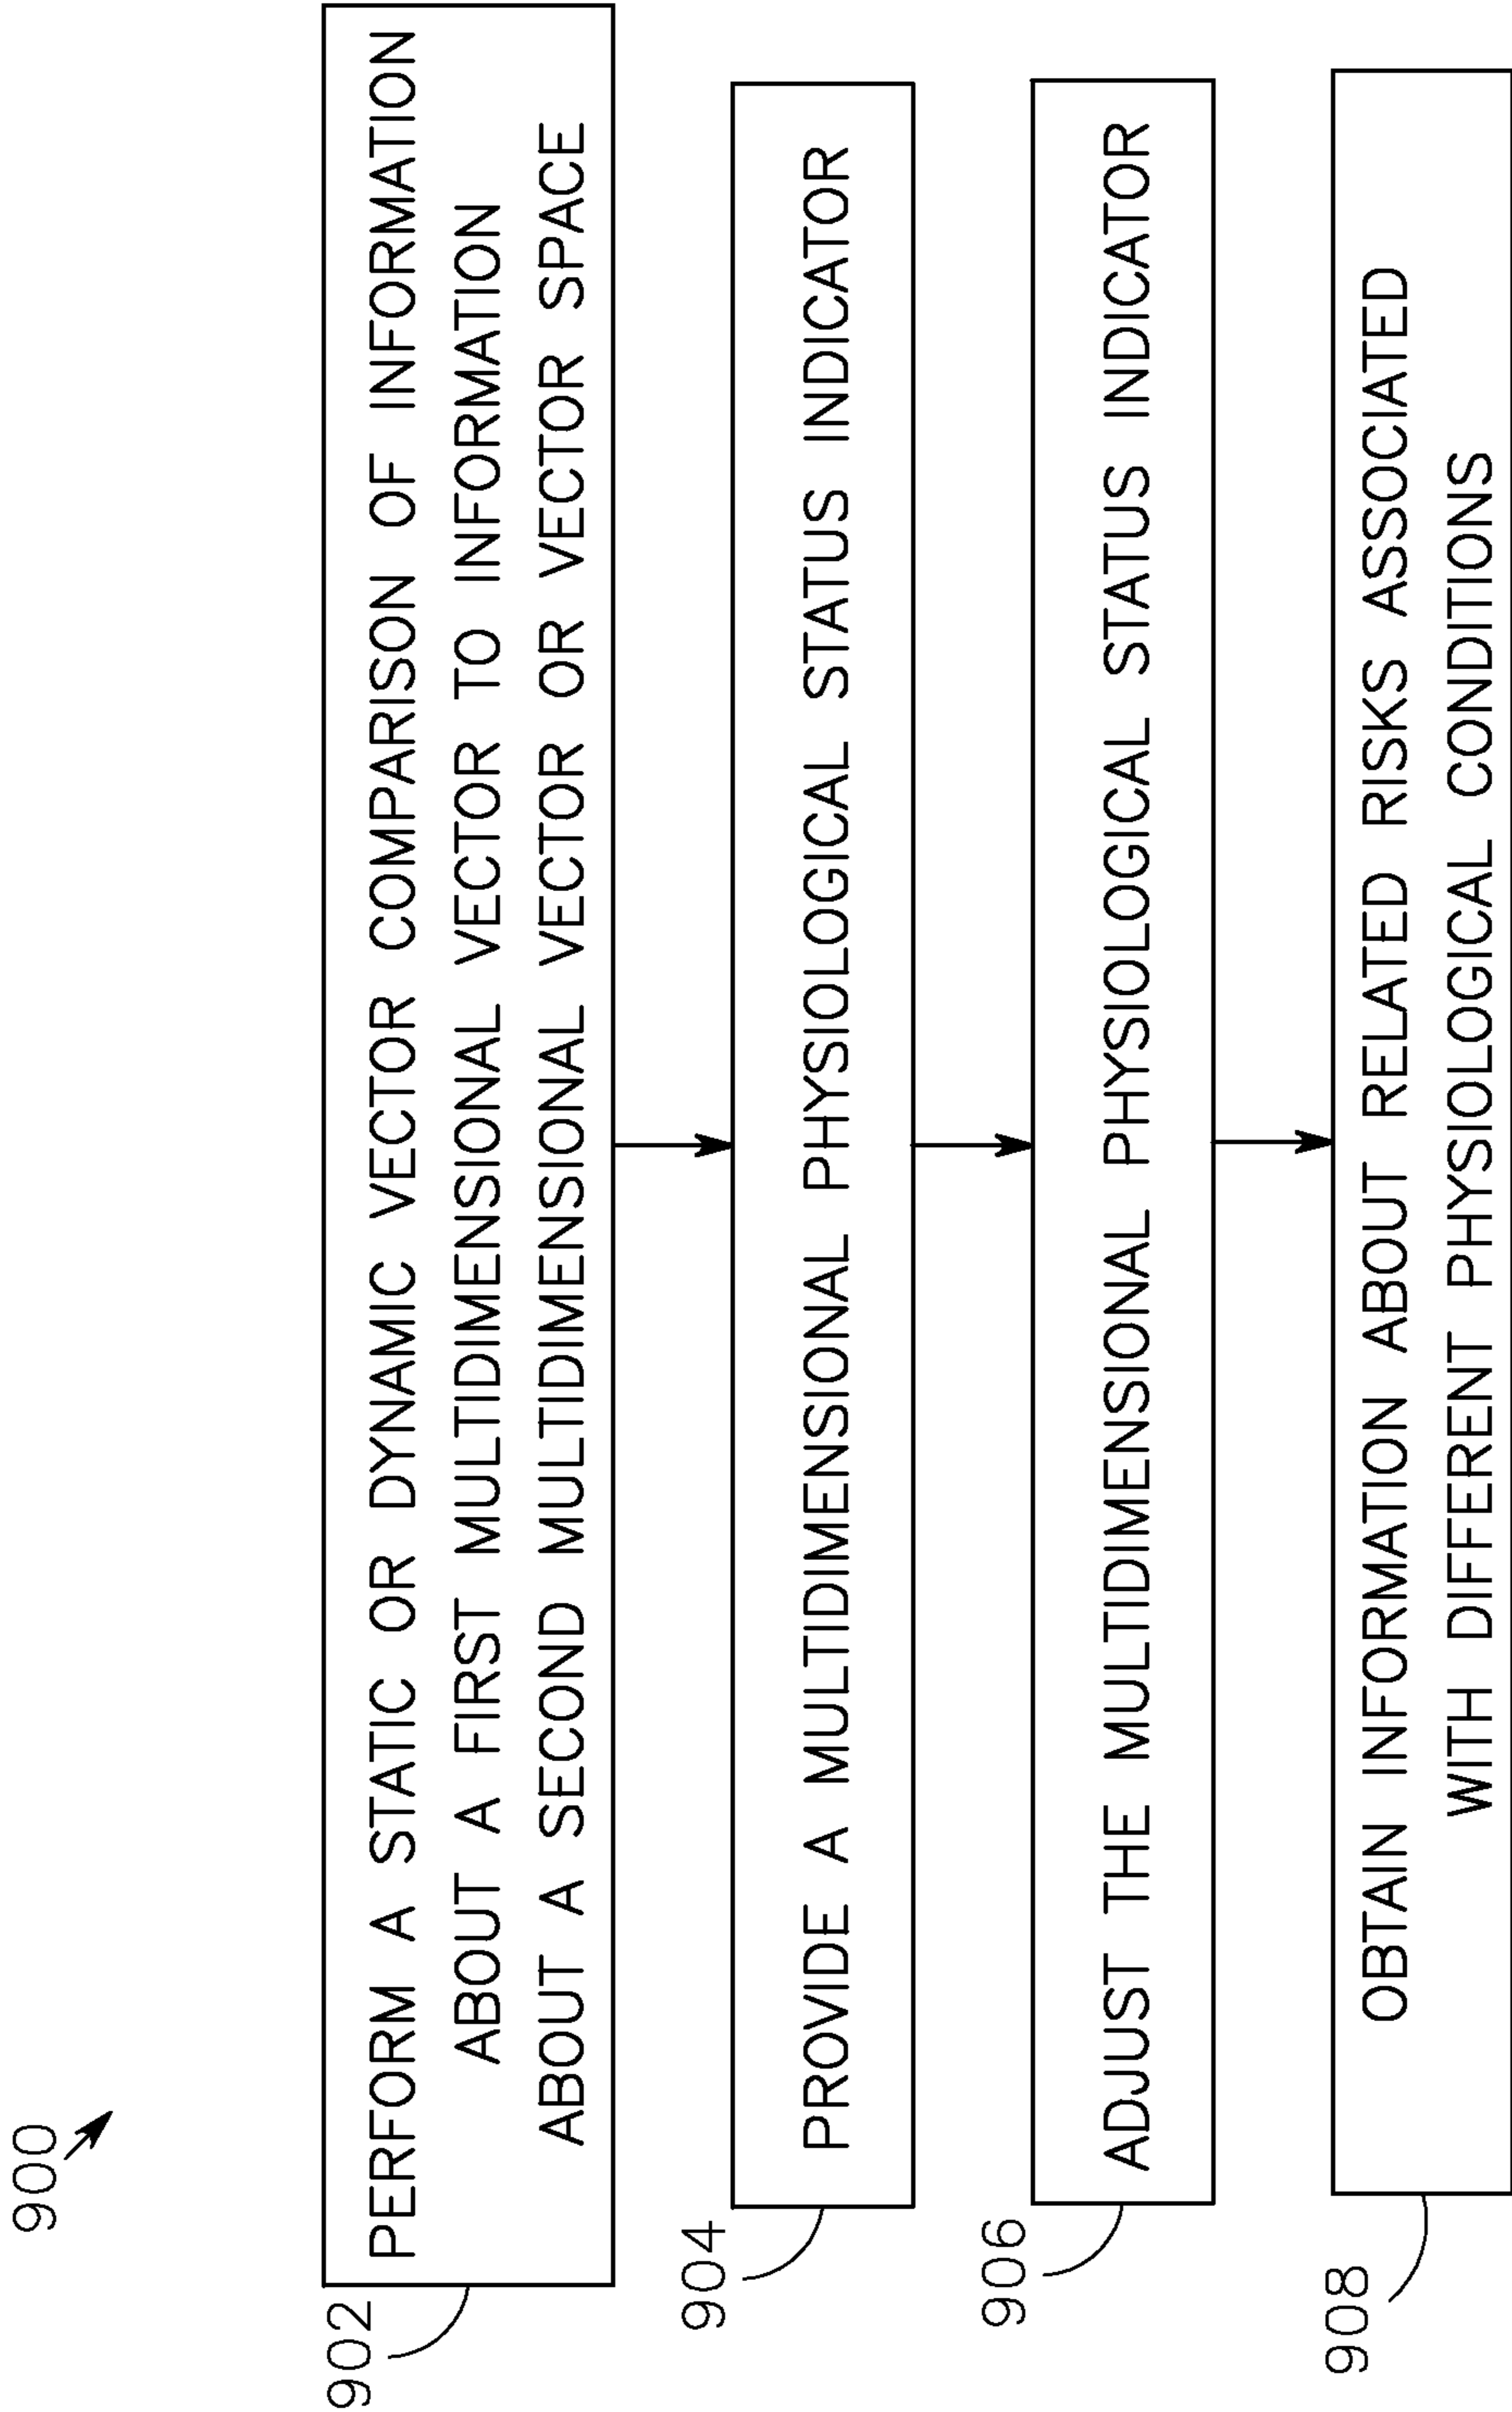 900
902
PERFORM A STATIC OR DYNAMIC VECTOR COMPARISON OF INFORMATION
ABOUT A FIRST MULTIDIMENSIONAL VECTOR TO INFORMATION
ABOUT A SECOND MULTIDIMENSIONAL VECTOR OR VECTOR SPACE
904
PROVIDE A MULTIDIMENSIONAL PHYSIOLOGICAL STATUS INDICATOR
906
ADJUST THE MULTIDIMENSIONAL PHYSIOLOGICAL STATUS INDICATOR
908
OBTAIN INFORMATION ABOUT RELATED RISKS ASSOCIATED
WITH DIFFERENT PHYSIOLOGICAL CONDITIONS